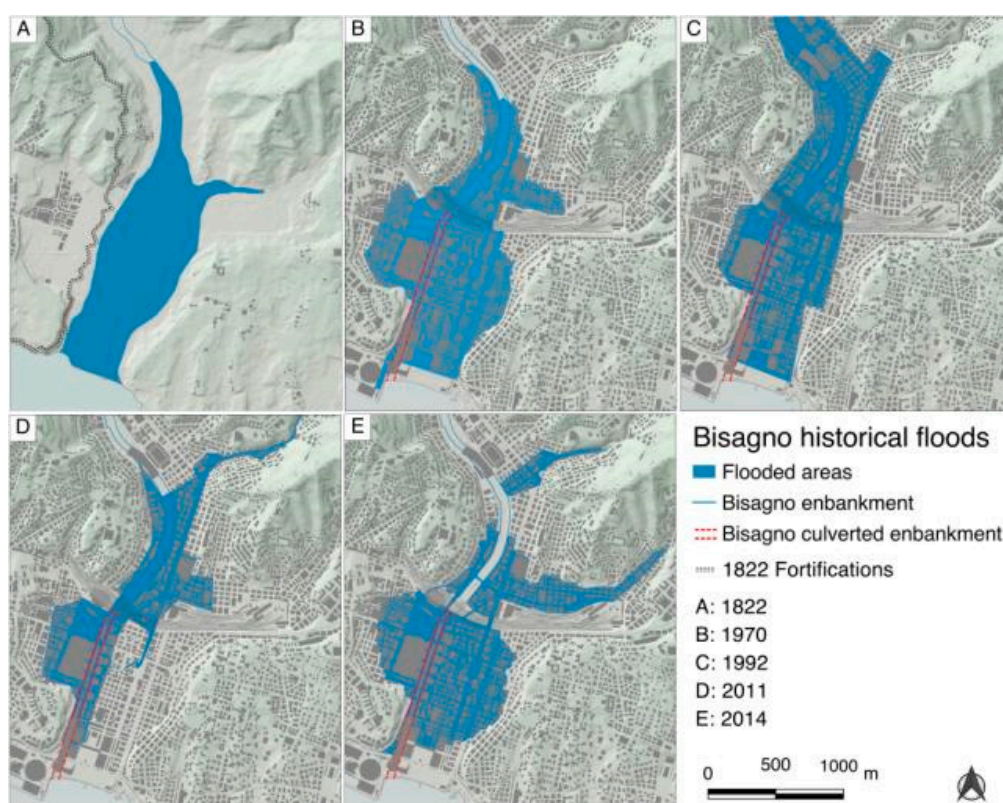 A
B
C
D
E
Bisagno historical floods
Flooded areas
Bisagno enbankment
Bisagno culverted enbankment
1822 Fortifications
A: 1822
B: 1970
C: 1992
D: 2011
E: 2014
0 500 1000 m